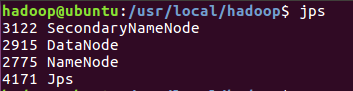 hadoop@ubuntu:/usr/local/hadoop$ jps
3122 SecondaryNameNode
2915 DataNode
2775 NameNode
4171 Jps